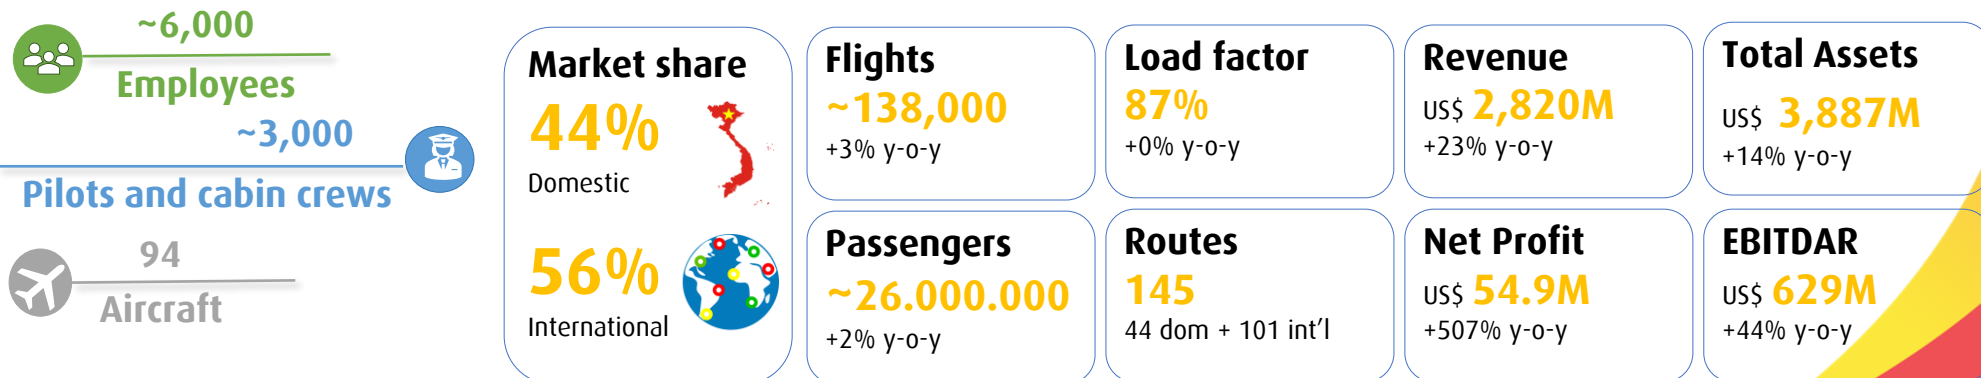 ~6,000
Employees
~3,000
Pilots and cabin crews
94
Aircraft
Market share
44%
Domestic
56%
International
Flights
~138,000
+3% y-o-y
Passengers
~26.000.000
+2% y-o-y
Load factor
87%
+0% y-o-y
Routes
145
44 dom + 101 int'l
Revenue
US$ 2,820M
+23% y-o-y
Net Profit
US$ 54.9M
+507% y-o-y
Total Assets
US$ 3,887M
+14% y-o-y
EBITDAR
US$ 629M
+44% y-o-y